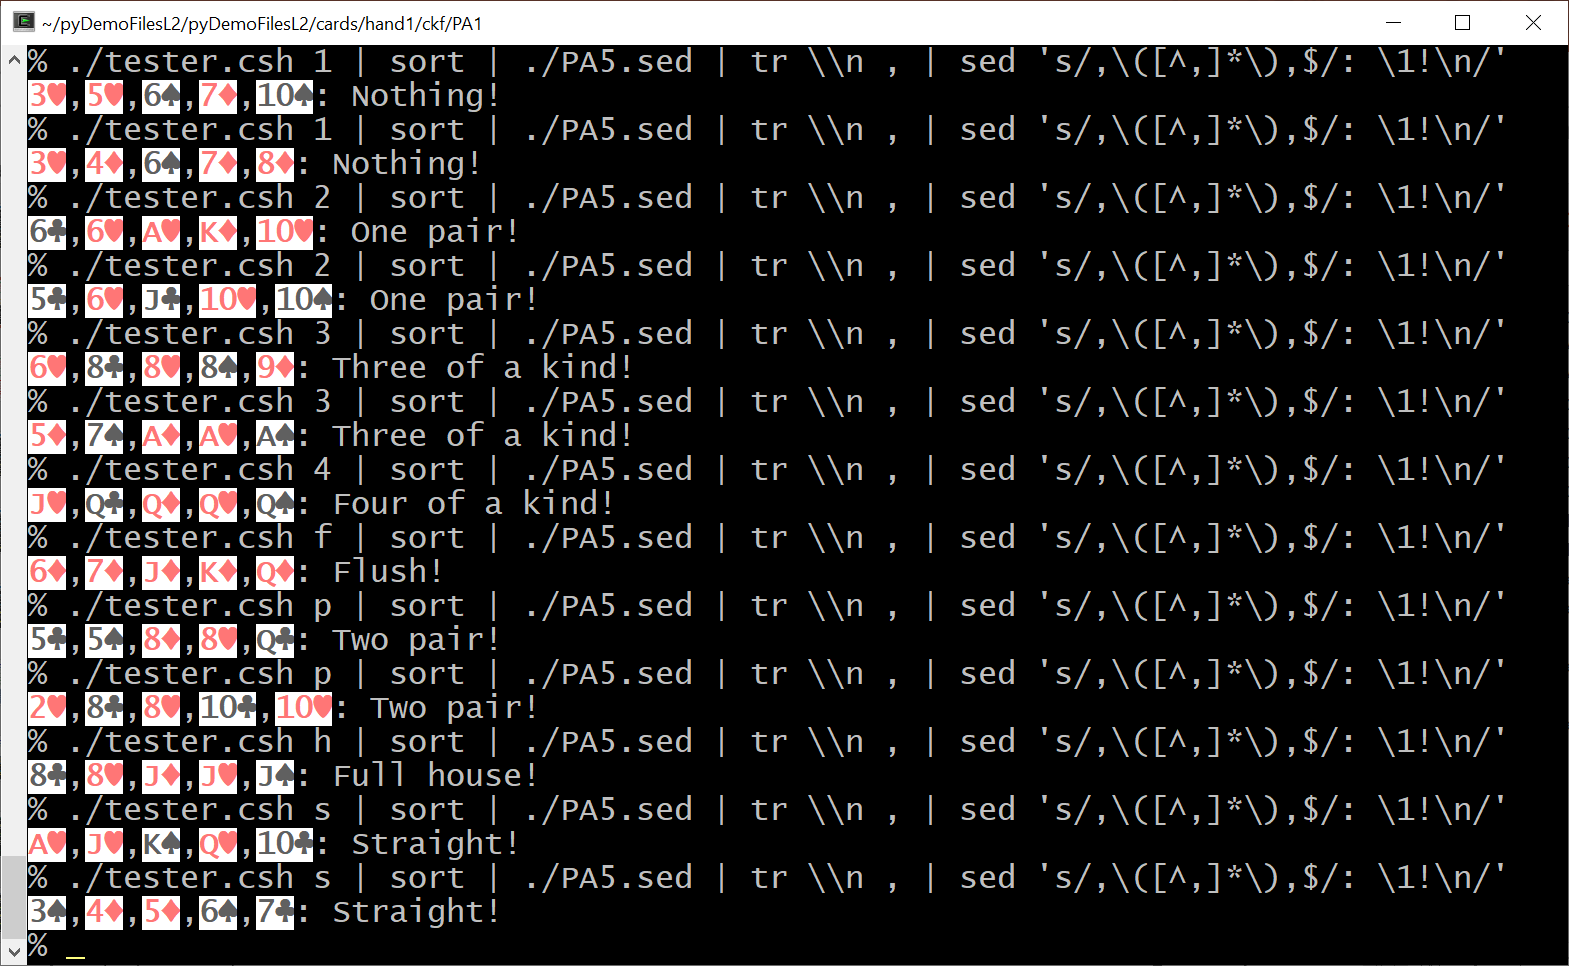 ~/pyDemoFilesL2/pyDemoFilesL2/cards/hand1/ckf/PA1
% ./tester.csh 1 | sort | ./PA5.sed | tr \\n , | sed 's/,\([^,]*\),$/: \1!\n/'
3♥,5♥,6♠,7♦,10♠: Nothing!
% ./tester.csh 1 | sort | ./PA5.sed | tr \\n , | sed 's/,\([^,]*\),$/: \1!\n/'
3♥,4♦,6♠,7♦,8♦: Nothing!
% ./tester.csh 2 | sort | ./PA5.sed | tr \\n , | sed 's/,\([^,]*\),$/: \1!\n/'
6♣,6♥,A♥,K♦,10♥: One pair!
% ./tester.csh 2 | sort | ./PA5.sed | tr \\n , | sed 's/,\([^,]*\),$/: \1!\n/'
5♣,6♥,J♣,10♥,10♠: One pair!
% ./tester.csh 3 | sort | ./PA5.sed | tr \\n , | sed 's/,\([^,]*\),$/: \1!\n/'
6♥,8♣,8♥,8♠,9♦: Three of a kind!
% ./tester.csh 3 | sort | ./PA5.sed | tr \\n , | sed 's/,\([^,]*\),$/: \1!\n/'
5♦,7♠,A♦,A♥,A♠: Three of a kind!
% ./tester.csh 4 | sort | ./PA5.sed | tr \\n , | sed 's/,\([^,]*\),$/: \1!\n/'
J♥,Q♣,Q♦,Q♥,Q♠: Four of a kind!
% ./tester.csh f | sort | ./PA5.sed | tr \\n , | sed 's/,\([^,]*\),$/: \1!\n/'
6♦,7♦,J♦,K♦,Q♦: Flush!
% ./tester.csh p | sort | ./PA5.sed | tr \\n , | sed 's/,\([^,]*\),$/: \1!\n/'
5♣,5♠,8♦,8♥,Q♣: Two pair!
% ./tester.csh p | sort | ./PA5.sed | tr \\n , | sed 's/,\([^,]*\),$/: \1!\n/'
2♥,8♣,8♥,10♣,10♥: Two pair!
% ./tester.csh h | sort | ./PA5.sed | tr \\n , | sed 's/,\([^,]*\),$/: \1!\n/'
8♣,8♥,J♦,J♥,J♠: Full house!
% ./tester.csh s | sort | ./PA5.sed | tr \\n , | sed 's/,\([^,]*\),$/: \1!\n/'
A♥,J♥,K♠,Q♥,10♣: Straight!
% ./tester.csh s | sort | ./PA5.sed | tr \\n , | sed 's/,\([^,]*\),$/: \1!\n/'
3♠,4♦,5♦,6♠,7♣: Straight!
% _